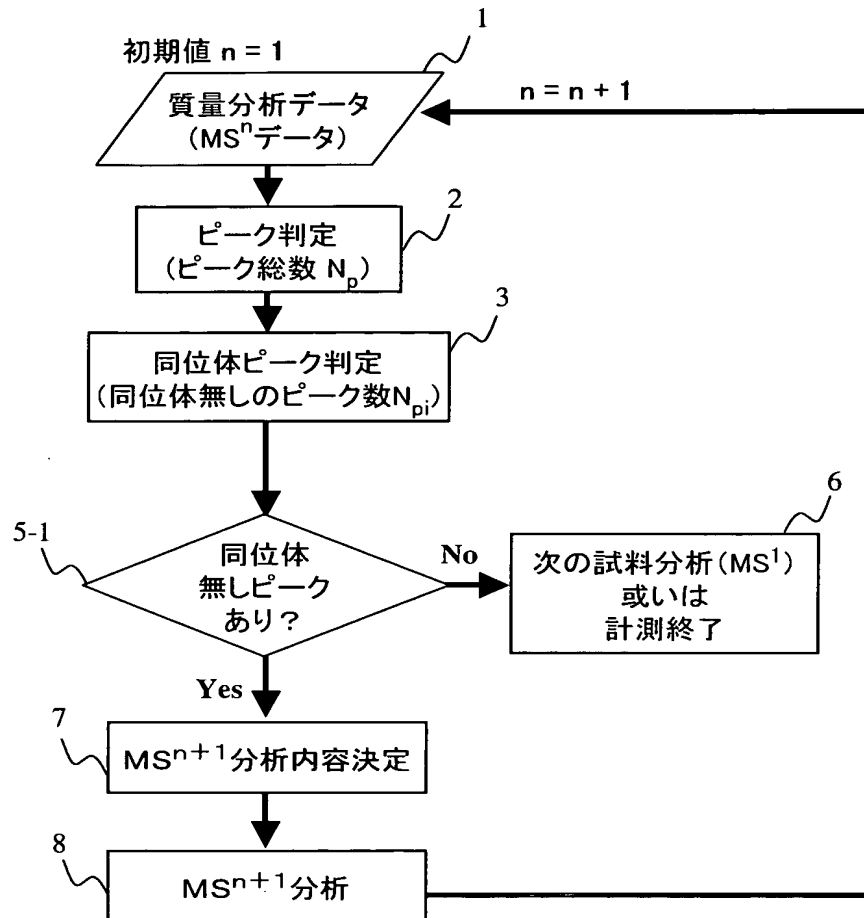 1
初期値 n = 1
質量分析データ
(MSⁿデータ)
n = n + 1
2
ピーク判定
(ピーク総数 Nₚ)
3
同位体ピーク判定
(同位体無しのピーク数Nₚᵢ)
5-1
同位体
無しピーク
あり？
No
6
次の試料分析(MS¹)
或いは
計測終了
Yes
7
MSⁿ⁺¹分析内容決定
8
MSⁿ⁺¹分析